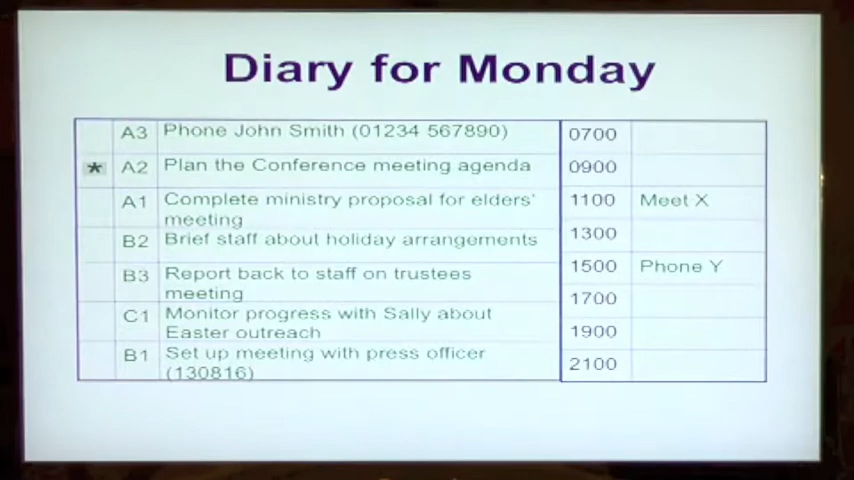 Diary for Monday
A3 Phone John Smith (01234 567890) 0700
* A2 Plan the Conference meeting agenda 0900
A1 Complete ministry proposal for elders' 1100 Meet X
meeting
B2 Brief staff about holiday arrangements 1300
B3 Report back to staff on trustees 1500 Phone Y
meeting
1700
C1 Monitor progress with Sally about
Easter outreach 1900
B1 Set up meeting with press officer 2100
(130816)